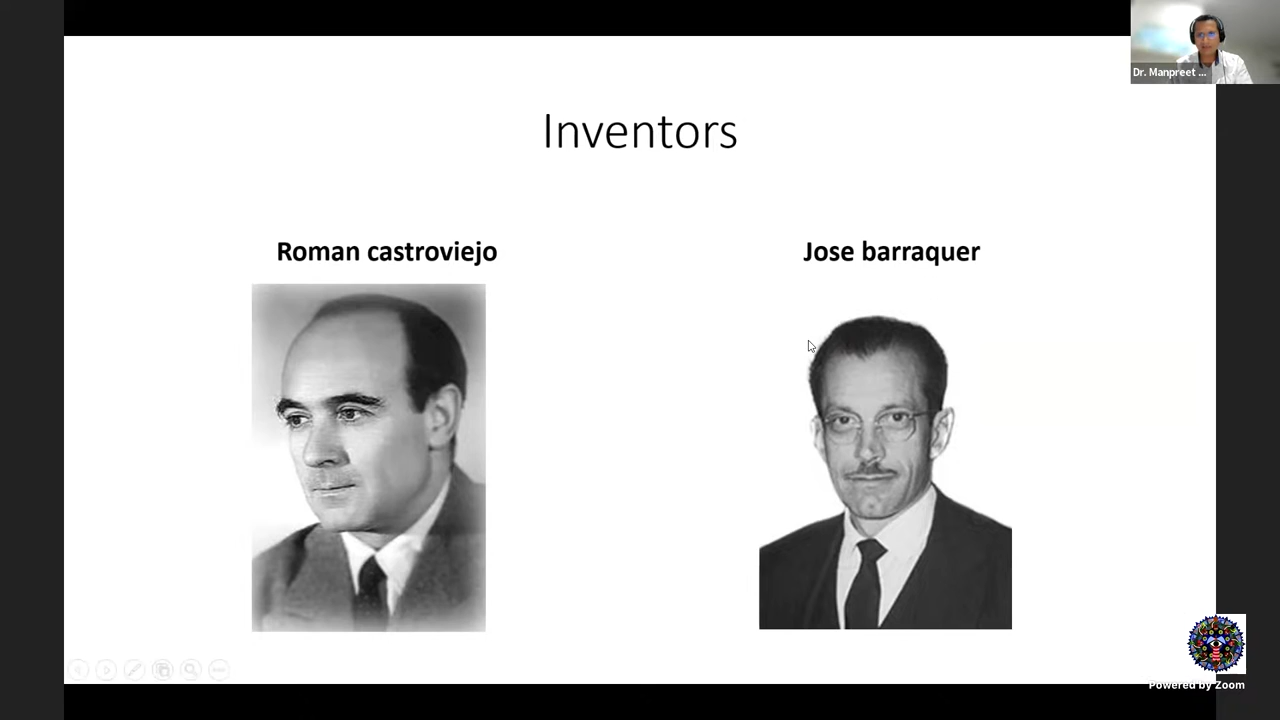 Dr. Manpreet ...
Inventors
Roman castroviejo
Jose barraquer
Powered by Zoom